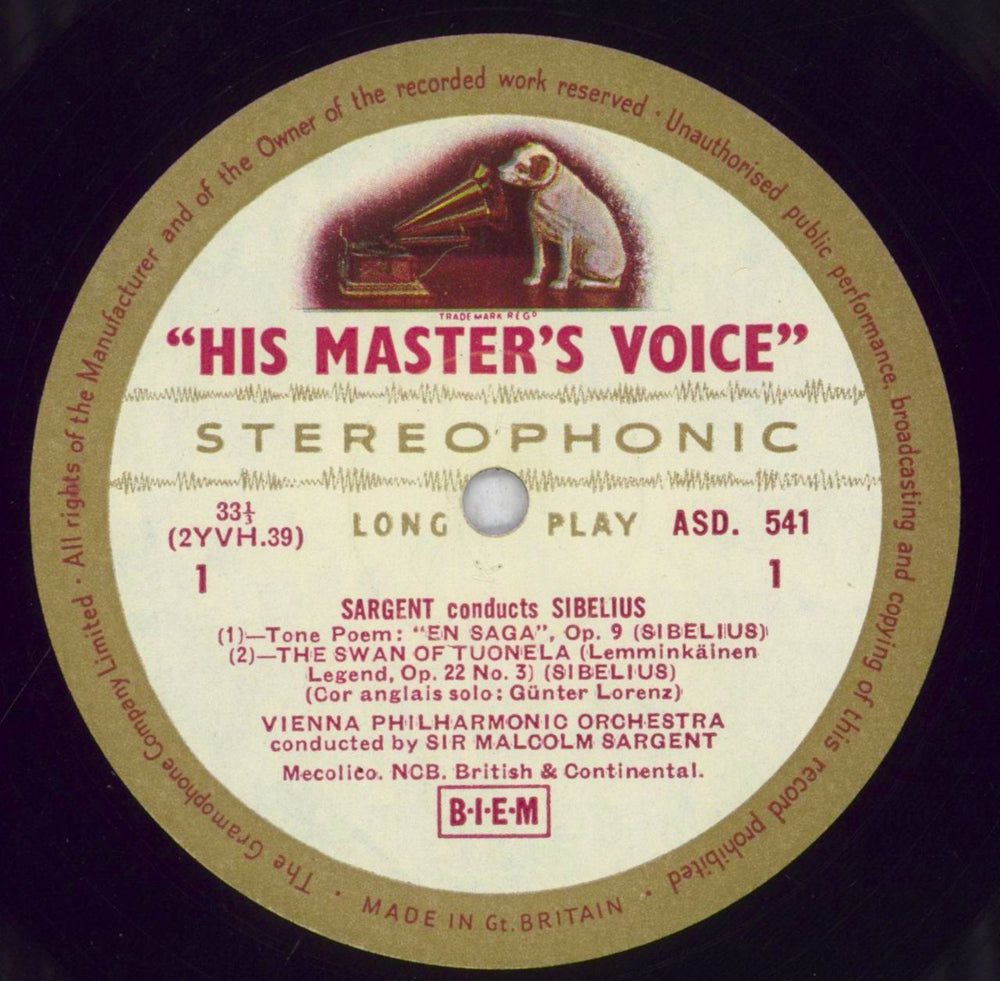 The Gramophone Company Limited · All rights of the Manufacturer and of the Owner of the recorded work reserved · Unauthorised public performance, broadcasting and copying of this record prohibited ·
TRADE MARK REGD
“HIS MASTER’S VOICE”
STEREOPHONIC
33⅓ LONG PLAY ASD. 541
(2YVH.39)
1 1
SARGENT conducts SIBELIUS
(1)—Tone Poem: “EN SAGA”, Op. 9 (SIBELIUS)
(2)—THE SWAN OF TUONELA (Lemminkäinen
Legend, Op. 22 No. 3) (SIBELIUS)
(Cor anglais solo: Günter Lorenz)
VIENNA PHILHARMONIC ORCHESTRA
conducted by SIR MALCOLM SARGENT
Mecolico. NCB. British & Continental.
B·I·E·M
MADE IN Gt. BRITAIN